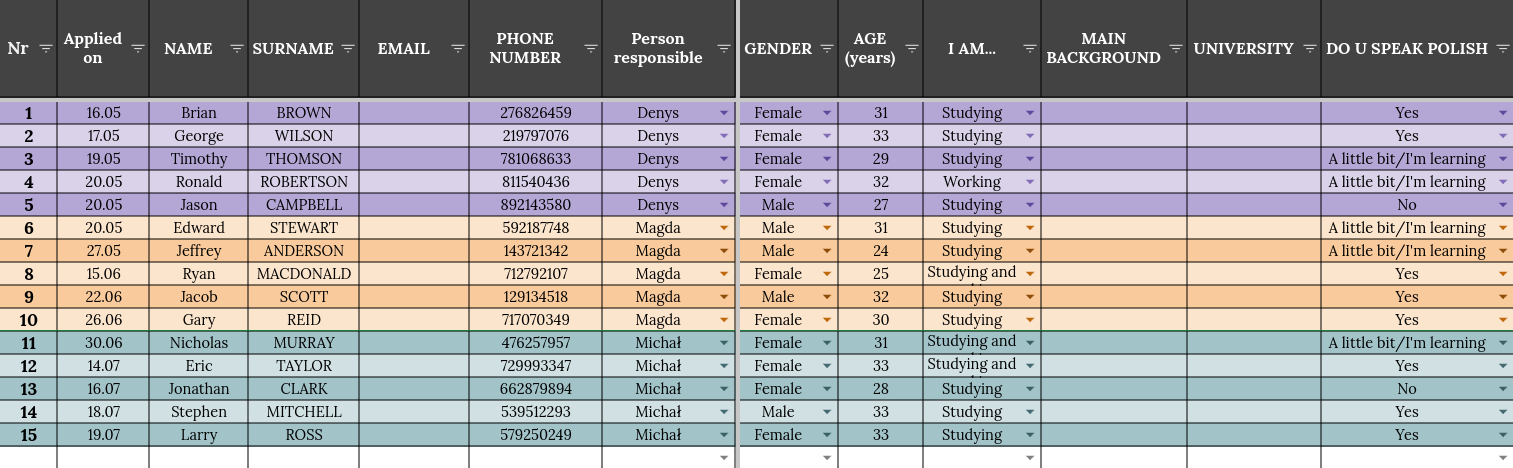 Nr Applied on NAME SURNAME EMAIL PHONE NUMBER Person responsible GENDER AGE (years) I AM... MAIN BACKGROUND UNIVERSITY DO U SPEAK POLISH
1 16.05 Brian BROWN 276826459 Denys Female 31 Studying Yes
2 17.05 George WILSON 219797076 Denys Female 33 Studying Yes
3 19.05 Timothy THOMSON 781068633 Denys Female 29 Studying A little bit/I'm learning
4 20.05 Ronald ROBERTSON 811540436 Denys Female 32 Working A little bit/I'm learning
5 20.05 Jason CAMPBELL 892143580 Denys Male 27 Studying No
6 20.05 Edward STEWART 592187748 Magda Male 31 Studying A little bit/I'm learning
7 27.05 Jeffrey ANDERSON 143721342 Magda Male 24 Studying A little bit/I'm learning
8 15.06 Ryan MACDONALD 712792107 Magda Female 25 Studying and Yes
9 22.06 Jacob SCOTT 129134518 Magda Male 32 Studying Yes
10 26.06 Gary REID 717070349 Magda Female 30 Studying Yes
11 30.06 Nicholas MURRAY 476257957 Michał Female 31 Studying and A little bit/I'm learning
12 14.07 Eric TAYLOR 729993347 Michał Female 33 Studying and Yes
13 16.07 Jonathan CLARK 662879894 Michał Female 28 Studying No
14 18.07 Stephen MITCHELL 539512293 Michał Male 33 Studying Yes
15 19.07 Larry ROSS 579250249 Michał Female 33 Studying Yes